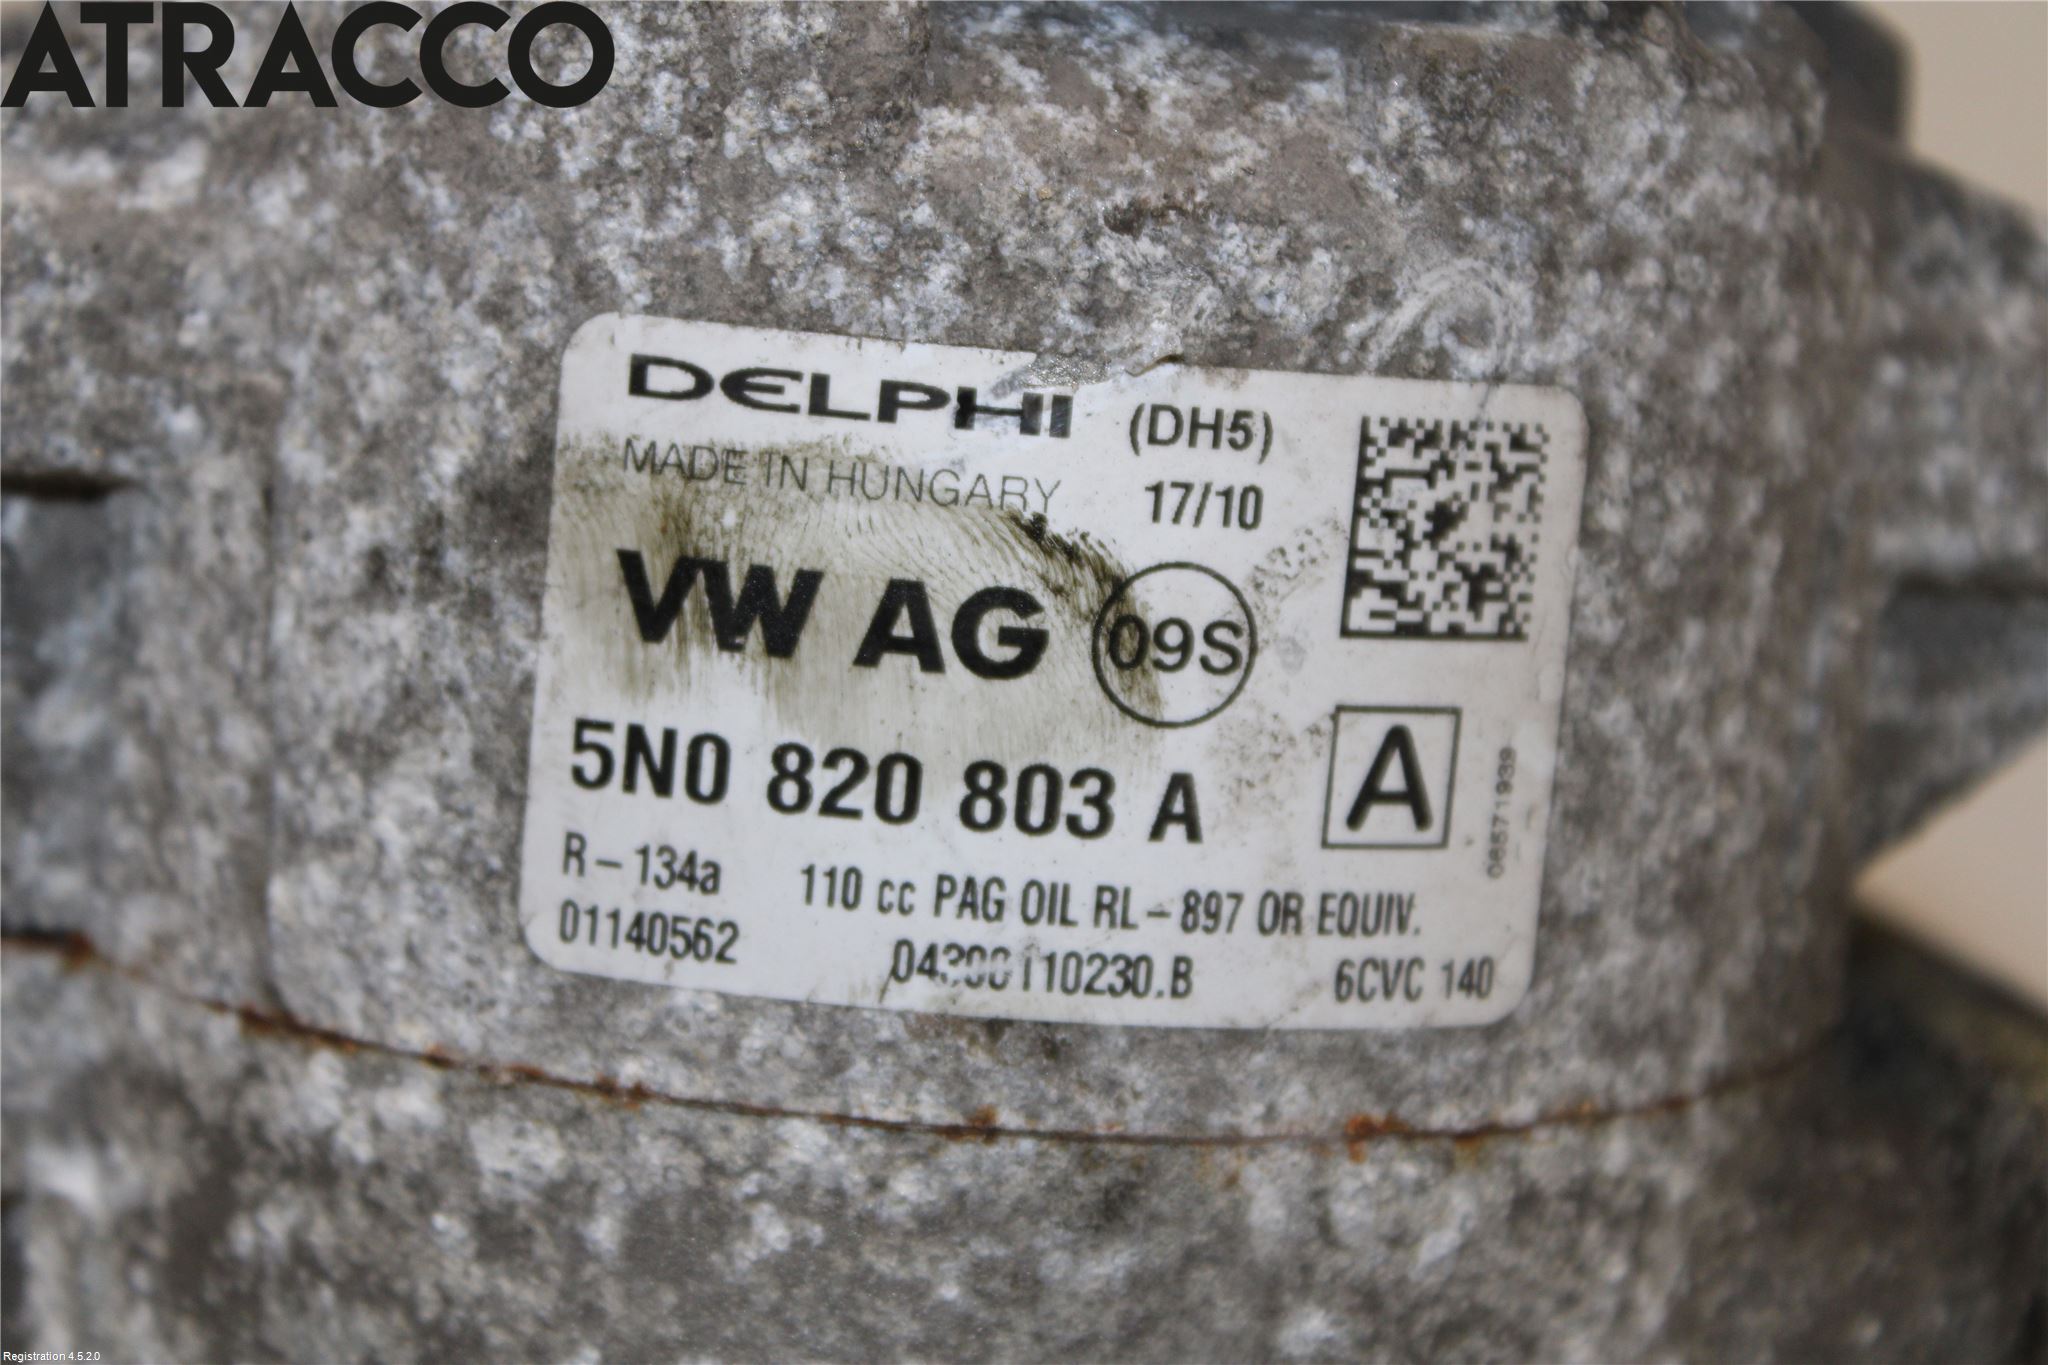 ATRACCO
DELPHI (DH5)
MADE IN HUNGARY 17/10
VW AG 09S
5N0 820 803 A A
R-134a 110 cc PAG OIL RL-897 OR EQUIV.
01140562 6CVC 140
06571939
Registration 4.5.2.0